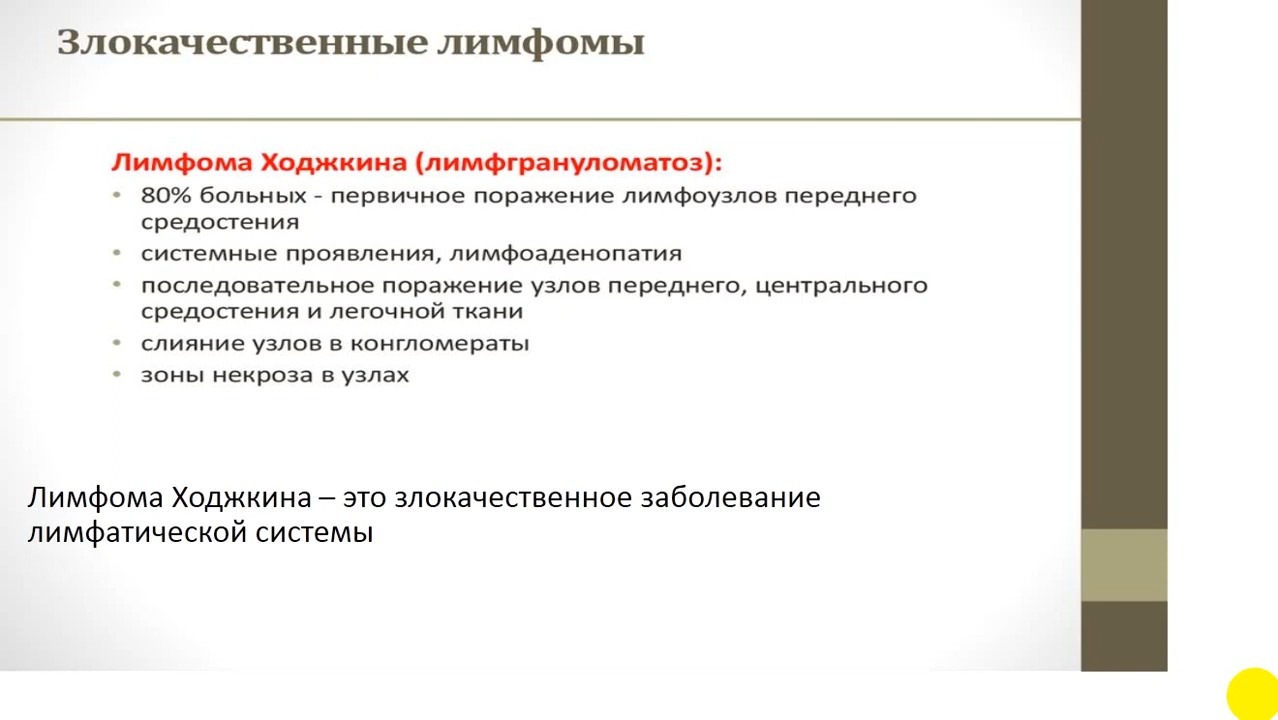 Злокачественные лимфомы
Лимфома Ходжкина (лимфгрануломатоз):
• 80% больных - первичное поражение лимфоузлов переднего
средостения
• системные проявления, лимфоаденопатия
• последовательное поражение узлов переднего, центрального
средостения и легочной ткани
• слияние узлов в конгломераты
• зоны некроза в узлах
Лимфома Ходжкина – это злокачественное заболевание
лимфатической системы